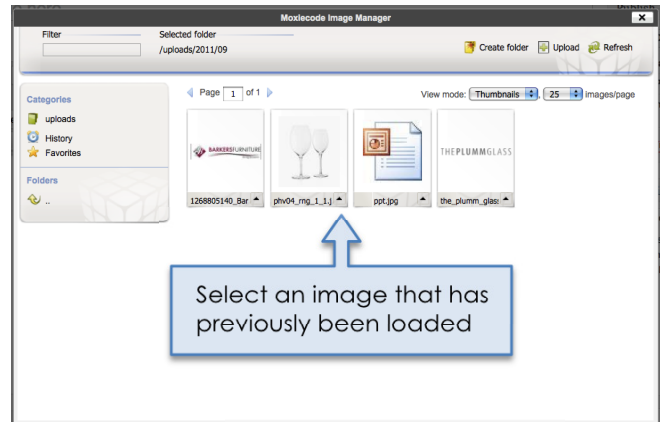 Moxiecode Image Manager
Filter
Selected folder
/uploads/2011/09
Create folder
Upload
Refresh
Categories
uploads
History
Favorites
Folders
..
Page 1 of 1
View mode: Thumbnails , 25 images/page
BARKERSFURNITURE
THEPLUMMGLASS
1268805140_Bar
phv04_rng_1_1.j
ppt.jpg
the_plumm_glas:
Select an image that has
previously been loaded